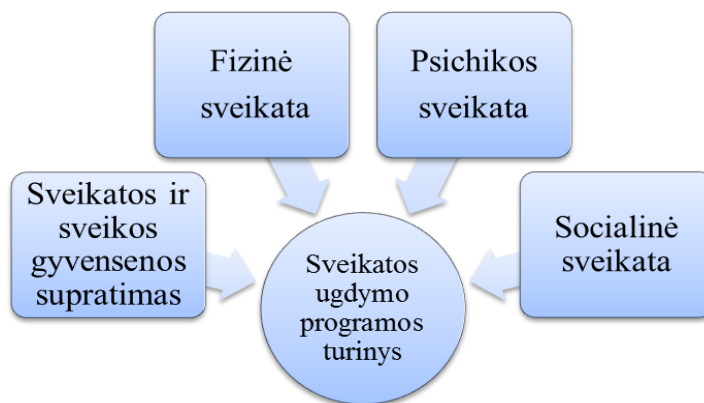 Fizinė
sveikata
Psichikos
sveikata
Sveikatos ir
sveikos
gyvensenos
supratimas
Socialinė
sveikata
Sveikatos
ugdymo
programos
turinys